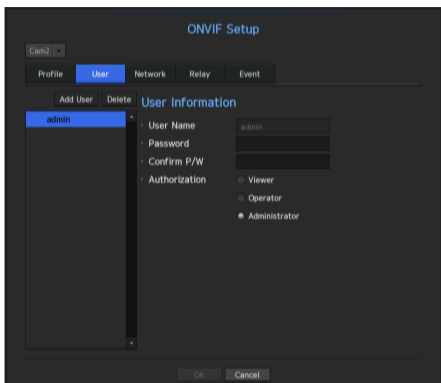 ONVIF Setup
Cam2
Profile User Network Relay Event
Add User Delete User Information
admin
User Name admin
Password
Confirm P/W
Authorization Viewer
Operator
Administrator
OK Cancel